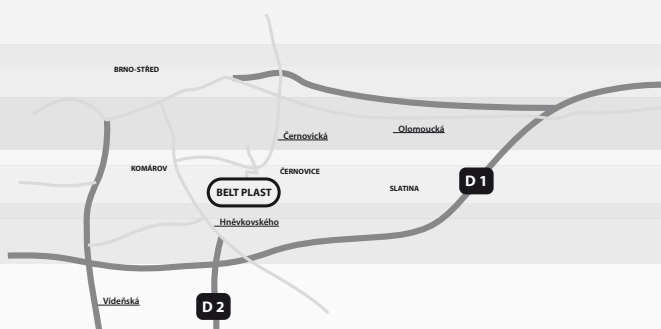 BRNO-STŘED
Černovická
Olomoucká
KOMÁROV
ČERNOVICE
D 1
SLATINA
BELT PLAST
Hněvkovského
Vídeňská
D 2